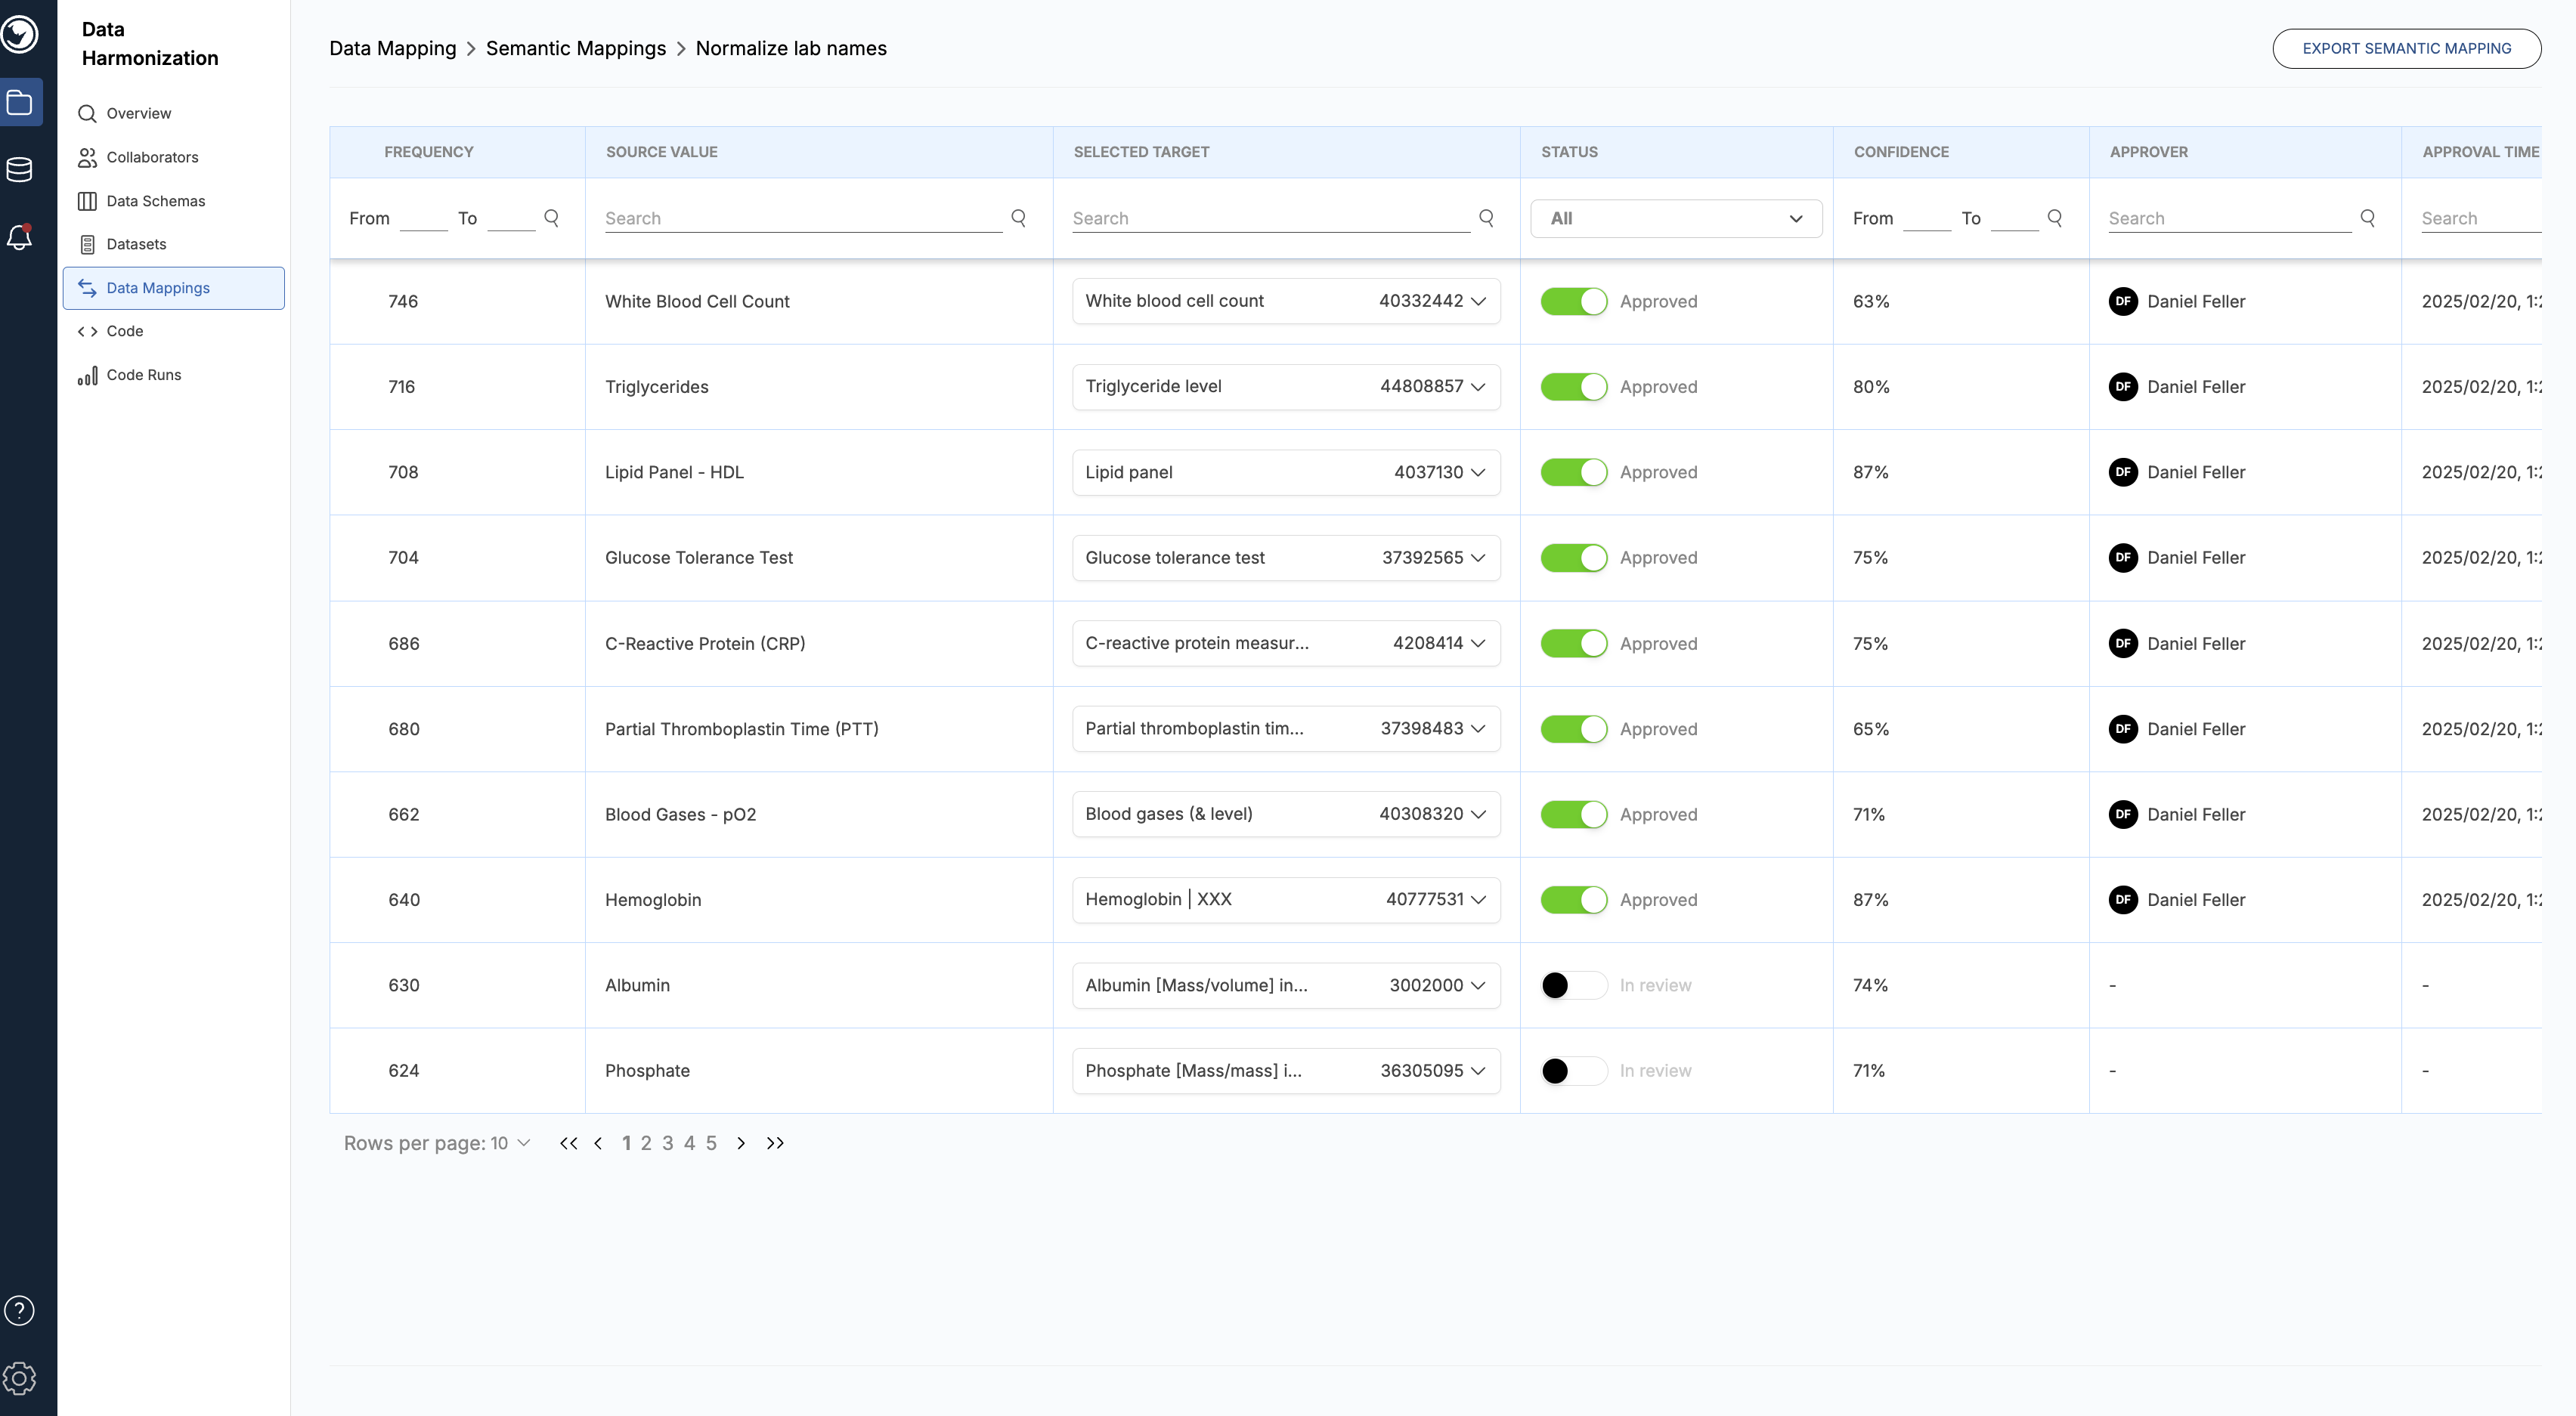 Data
Harmonization
Overview
Collaborators
Data Schemas
Datasets
Data Mappings
Code
Code Runs
Data Mapping > Semantic Mappings > Normalize lab names
EXPORT SEMANTIC MAPPING
FREQUENCY SOURCE VALUE SELECTED TARGET STATUS CONFIDENCE APPROVER APPROVAL TIME
From To Search Search All From To Search Search
746 White Blood Cell Count White blood cell count 40332442 Approved 63% DF Daniel Feller 2025/02/20, 1:2
716 Triglycerides Triglyceride level 44808857 Approved 80% DF Daniel Feller 2025/02/20, 1:2
708 Lipid Panel - HDL Lipid panel 4037130 Approved 87% DF Daniel Feller 2025/02/20, 1:2
704 Glucose Tolerance Test Glucose tolerance test 37392565 Approved 75% DF Daniel Feller 2025/02/20, 1:2
686 C-Reactive Protein (CRP) C-reactive protein measur... 4208414 Approved 75% DF Daniel Feller 2025/02/20, 1:2
680 Partial Thromboplastin Time (PTT) Partial thromboplastin tim... 37398483 Approved 65% DF Daniel Feller 2025/02/20, 1:2
662 Blood Gases - pO2 Blood gases (& level) 40308320 Approved 71% DF Daniel Feller 2025/02/20, 1:2
640 Hemoglobin Hemoglobin | XXX 40777531 Approved 87% DF Daniel Feller 2025/02/20, 1:2
630 Albumin Albumin [Mass/volume] in... 3002000 In review 74% - -
624 Phosphate Phosphate [Mass/mass] i... 36305095 In review 71% - -
Rows per page: 10 << < 1 2 3 4 5 > >>
?